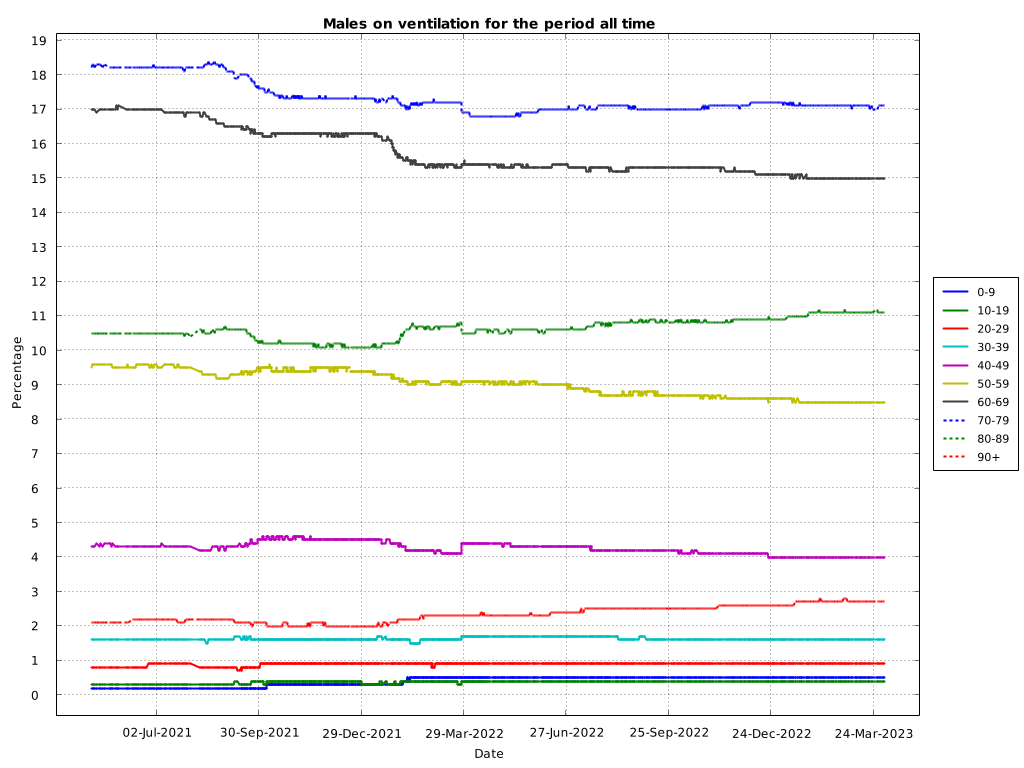 Males on ventilation for the period all time
19
18
17
16
15
14
13
12
11
10
9
8
7
6
5
4
3
2
1
0
Percentage
02-Jul-2021
30-Sep-2021
29-Dec-2021
29-Mar-2022
27-Jun-2022
25-Sep-2022
24-Dec-2022
24-Mar-2023
Date
0-9
10-19
20-29
30-39
40-49
50-59
60-69
70-79
80-89
90+